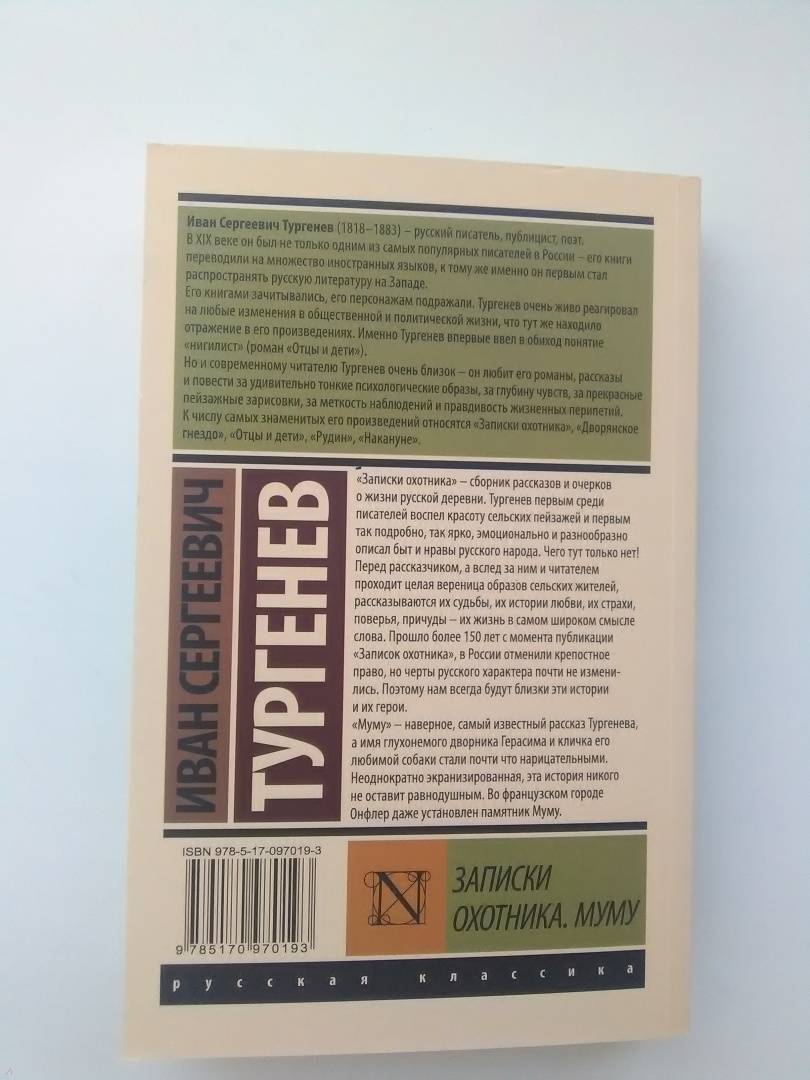 Иван Сергеевич Тургенев (1818–1883) – русский писатель, публицист, поэт.
В XIX веке он был не только одним из самых популярных писателей в России – его книги
переводили на множество иностранных языков, к тому же именно он первым стал
распространять русскую литературу на Западе.
Его книгами зачитывались, его персонажам подражали. Тургенев очень живо реагировал
на любые изменения в общественной и политической жизни, что тут же находило
отражение в его произведениях. Именно Тургенев впервые ввел в обиход понятие
«нигилист» (роман «Отцы и дети»).
Но и современному читателю Тургенев очень близок – он любит его романы, рассказы
и повести за удивительно тонкие психологические образы, за глубину чувств, за прекрасные
пейзажные зарисовки, за меткость наблюдений и правдивость жизненных перипетий.
К числу самых знаменитых его произведений относятся «Записки охотника», «Дворянское
гнездо», «Отцы и дети», «Рудин», «Накануне».
ИВАН СЕРГЕЕВИЧ
ТУРГЕНЕВ
«Записки охотника» – сборник рассказов и очерков
о жизни русской деревни. Тургенев первым среди
писателей воспел красоту сельских пейзажей и первым
так подробно, так ярко, эмоционально и разнообразно
описал быт и нравы русского народа. Чего тут только нет!
Перед рассказчиком, а вслед за ним и читателем
проходит целая вереница образов сельских жителей,
рассказываются их судьбы, их истории любви, их страхи,
поверья, причуды – их жизнь в самом широком смысле
слова. Прошло более 150 лет с момента публикации
«Записок охотника», в России отменили крепостное
право, но черты русского характера почти не измени-
лись. Поэтому нам всегда будут близки эти истории
и их герои.
«Муму» – наверное, самый известный рассказ Тургенева,
а имя глухонемого дворника Герасима и кличка его
любимой собаки стали почти что нарицательными.
Неоднократно экранизированная, эта история никого
не оставит равнодушным. Во французском городе
Онфлер даже установлен памятник Муму.
ISBN 978-5-17-097019-3
9 785170 970193
N
ЗАПИСКИ
ОХОТНИКА. МУМУ
русская классика